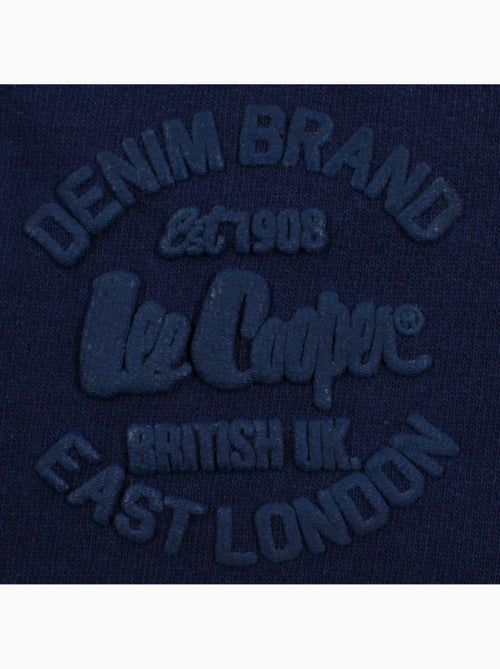 DENIM BRAND
Est 1908
Lee Cooper®
BRITISH UK.
EAST LONDON